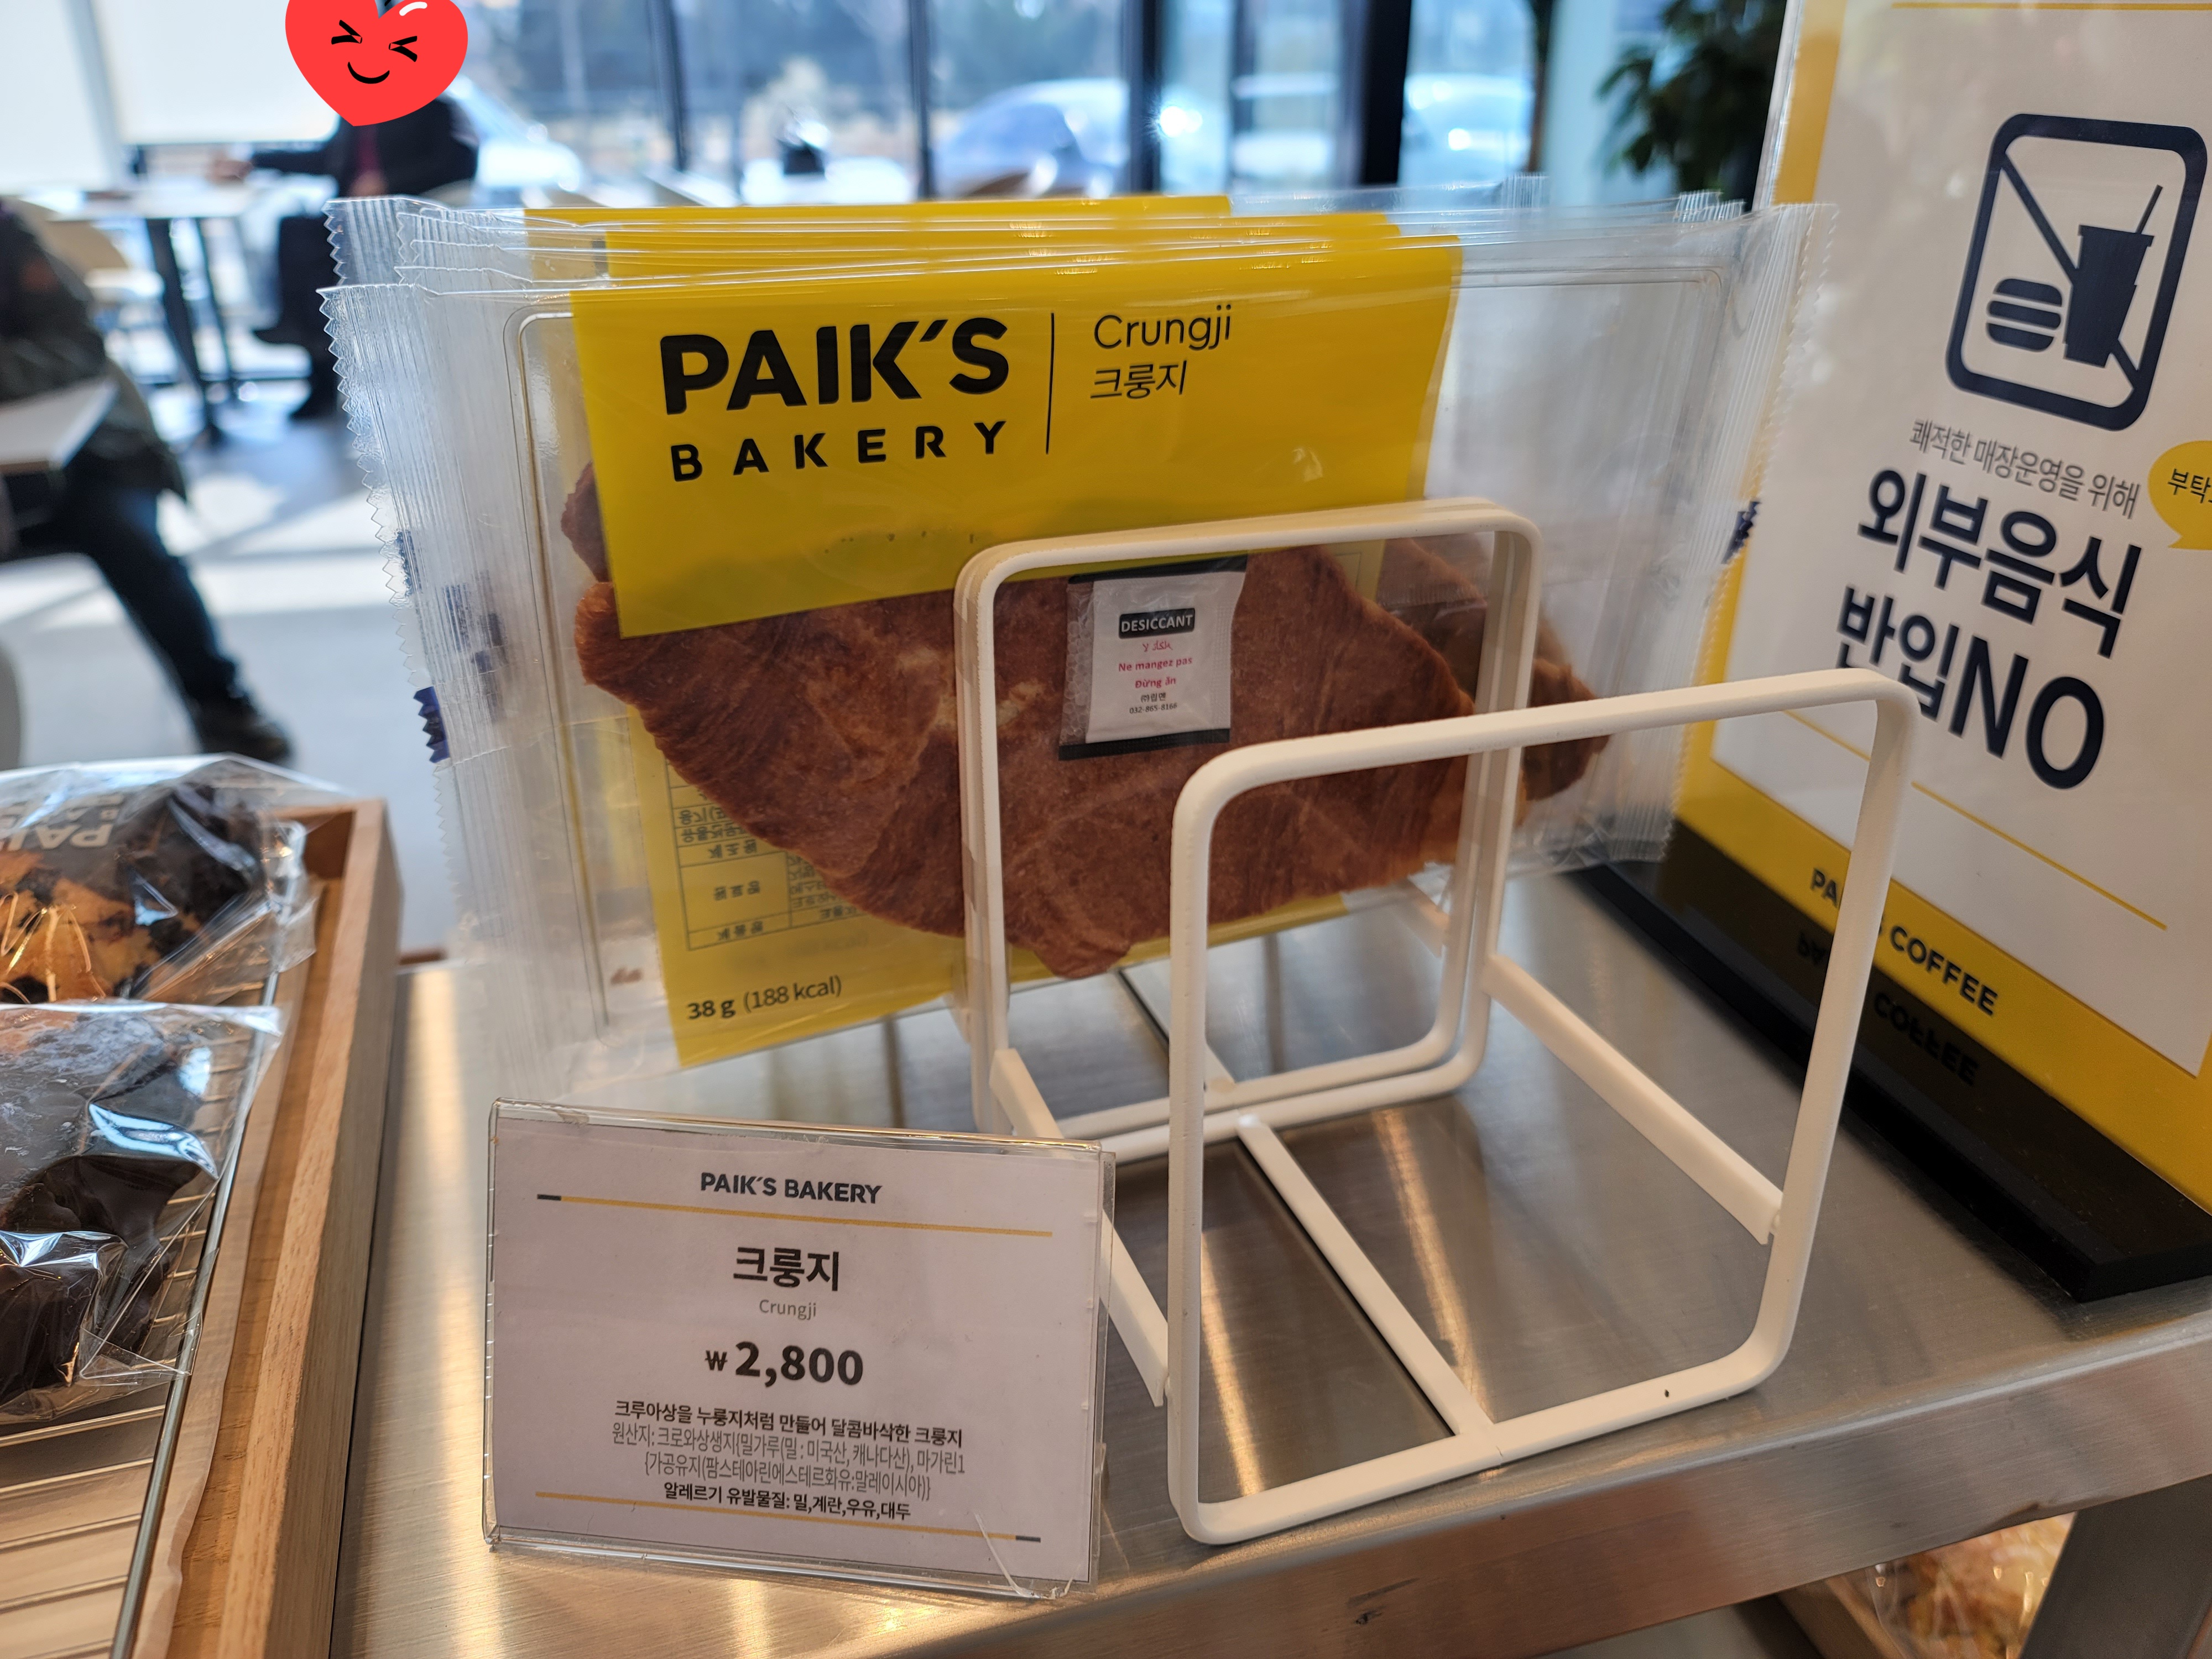 PAIK'S
BAKERY
Crungji
크룽지
DESICCANT
Ne mangez pas
Đừng ăn
032-865-8166
38 g (188 kcal)
PAIK'S BAKERY
크룽지
Crungji
₩2,800
크루아상을 누룽지처럼 만들어 달콤바삭한 크룽지
원산지: 크로와상생지{밀가루(밀 : 미국산, 캐나다산), 마가린1
{가공유지(팜스테아린에스테르화유:말레이시아)}
알레르기 유발물질: 밀,계란,우유,대두
쾌적한 매장운영을 위해
부탁
외부음식
반입NO
COFFEE